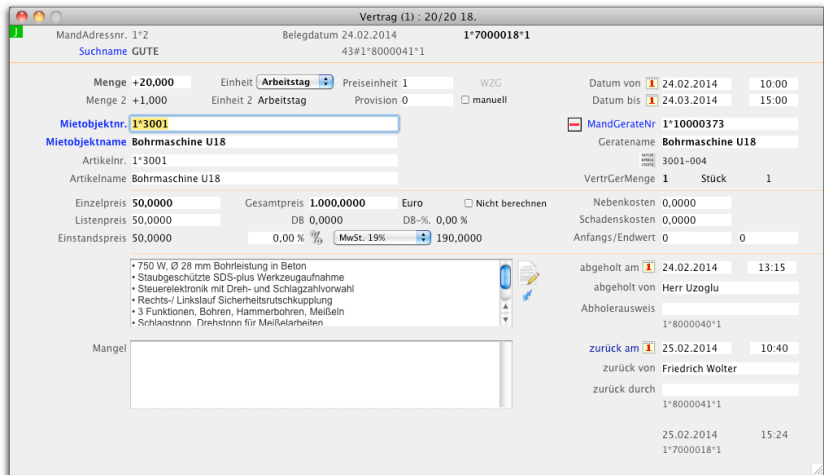 Vertrag (1) : 20/20 18.
J MandAdressnr. 1*2 Belegdatum 24.02.2014 1*7000018*1
Suchname GUTE 43#1*8000041*1
Menge +20,000 Einheit Arbeitstag Preiseinheit 1 WZG Datum von 1 24.02.2014 10:00
Menge 2 +1,000 Einheit 2 Arbeitstag Provision 0 manuell Datum bis 1 24.03.2014 15:00
Mietobjektnr. 1*3001 MandGerateNr 1*10000373
Mietobjektname Bohrmaschine U18 Geratename Bohrmaschine U18
Artikelnr. 1*3001 3001-004
Artikelname Bohrmaschine U18 VertrGerMenge 1 Stück 1
Einzelpreis 50,0000 Gesamtpreis 1.000,0000 Euro Nicht berechnen Nebenkosten 0,0000
Listenpreis 50,0000 DB 0,0000 DB-%. 0,00 % Schadenskosten 0,0000
Einstandspreis 50,0000 0,00 % % MwSt. 19% 190,0000 Anfangs/Endwert 0 0
• 750 W, Ø 28 mm Bohrleistung in Beton abgeholt am 1 24.02.2014 13:15
• Staubgeschützte SDS-plus Werkzeugaufnahme
• Steuerelektronik mit Dreh- und Schlagzahlvorwahl abgeholt von Herr Uzoglu
• Rechts-/ Linkslauf Sicherheitsrutschkupplung
• 3 Funktionen, Bohren, Hammerbohren, Meißeln Abholerausweis
• Schlagstopp, Drehstopp für Meißelarbeiten 1*8000040*1
Mangel zurück am 1 25.02.2014 10:40
zurück von Friedrich Wolter
zurück durch
1*8000041*1
25.02.2014 15:24
1*7000018*1